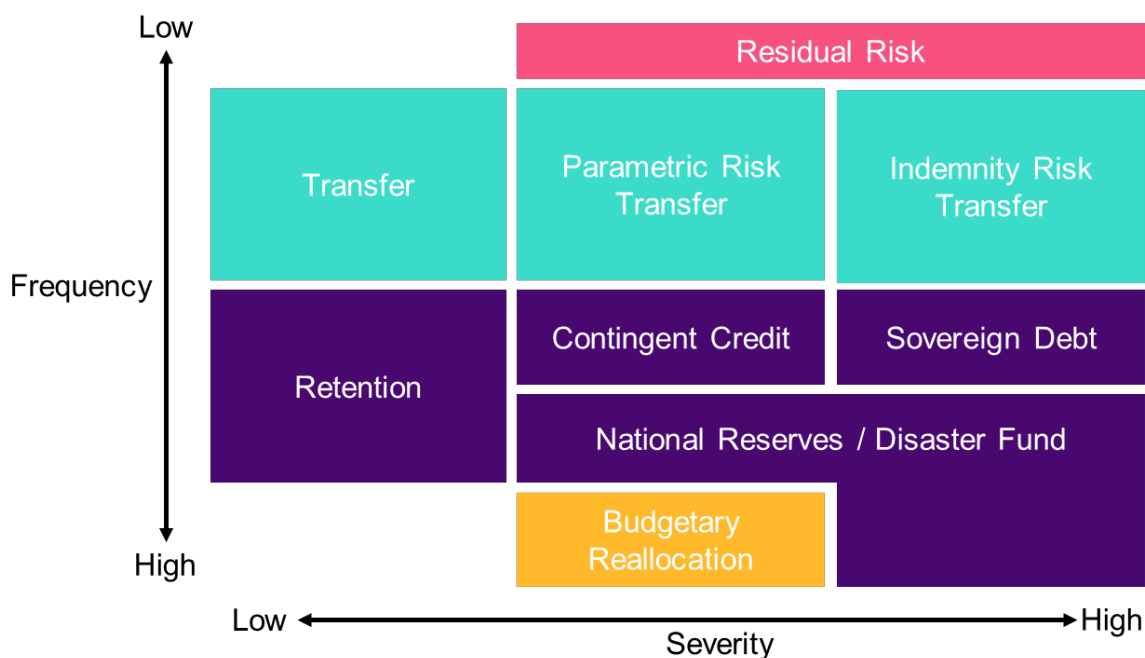 Low
Residual Risk
Transfer
Parametric Risk
Transfer
Indemnity Risk
Transfer
Frequency
Retention
Contingent Credit
Sovereign Debt
National Reserves / Disaster Fund
Budgetary
Reallocation
High
Low
High
Severity